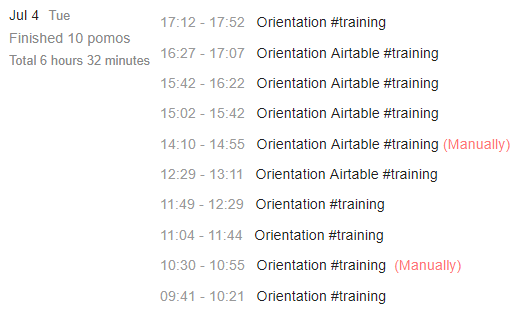 Jul 4 Tue
Finished 10 pomos
Total 6 hours 32 minutes
17:12 - 17:52 Orientation #training
16:27 - 17:07 Orientation Airtable #training
15:42 - 16:22 Orientation Airtable #training
15:02 - 15:42 Orientation Airtable #training
14:10 - 14:55 Orientation Airtable #training (Manually)
12:29 - 13:11 Orientation Airtable #training
11:49 - 12:29 Orientation #training
11:04 - 11:44 Orientation #training
10:30 - 10:55 Orientation #training (Manually)
09:41 - 10:21 Orientation #training